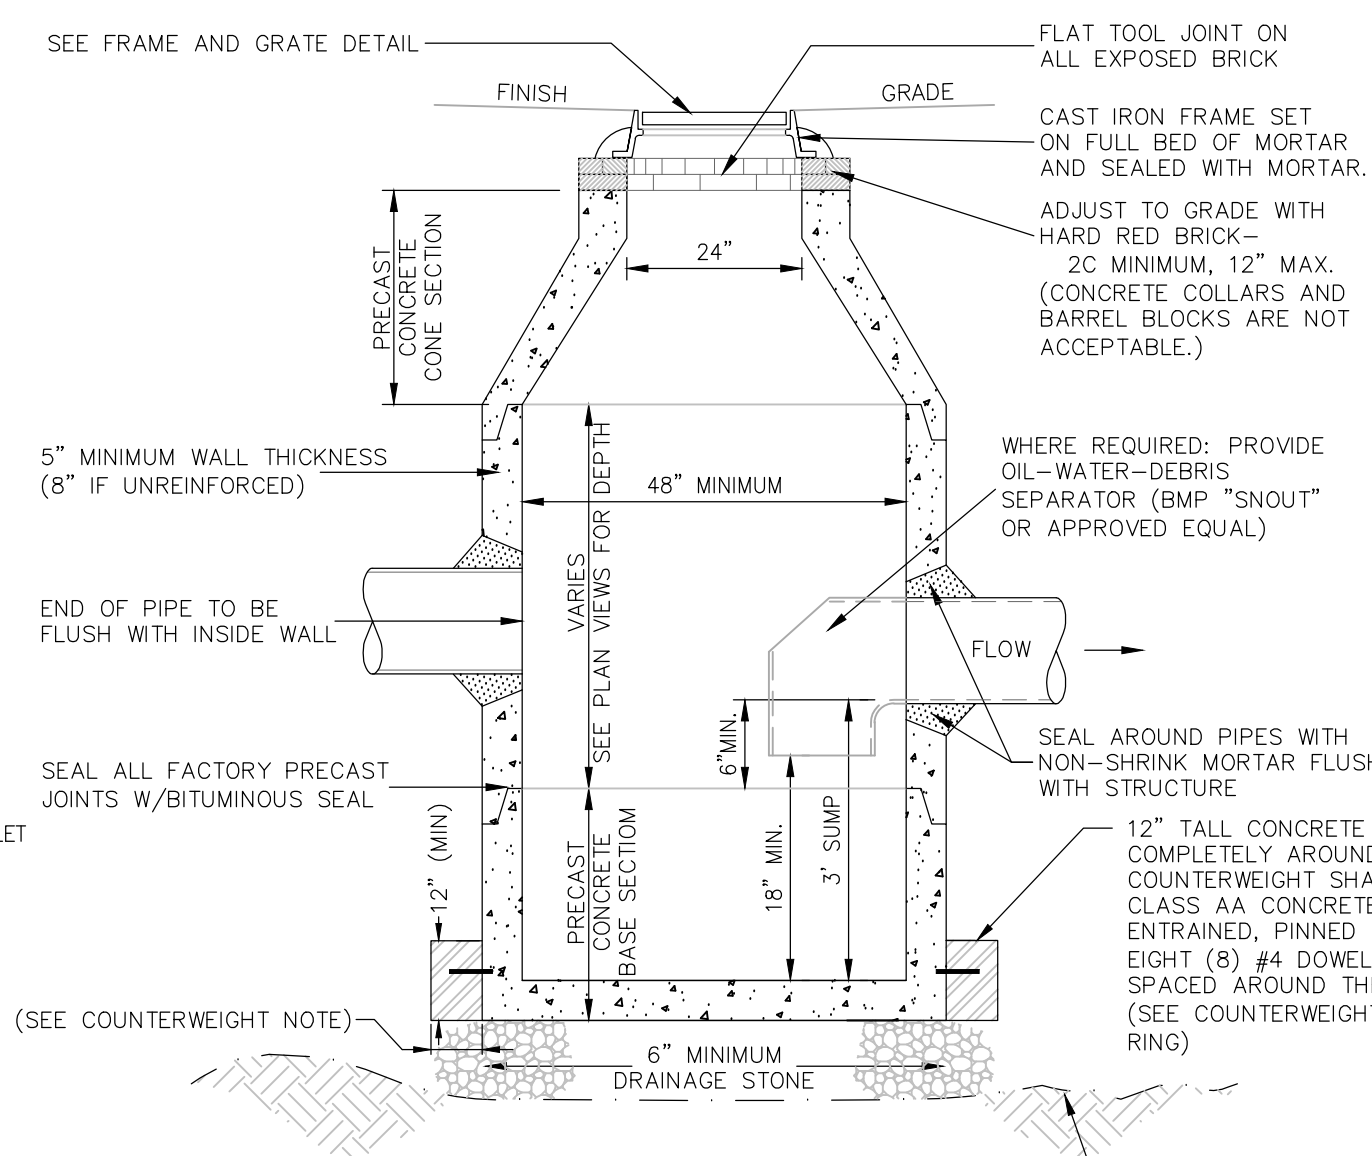 SEE FRAME AND GRATE DETAIL
FLAT TOOL JOINT ON
ALL EXPOSED BRICK
FINISH
GRADE
CAST IRON FRAME SET
ON FULL BED OF MORTAR
AND SEALED WITH MORTAR.
ADJUST TO GRADE WITH
HARD RED BRICK–
2C MINIMUM, 12" MAX.
(CONCRETE COLLARS AND
BARREL BLOCKS ARE NOT
ACCEPTABLE.)
PRECAST
CONCRETE
CONE SECTION
24"
5" MINIMUM WALL THICKNESS
(8" IF UNREINFORCED)
48" MINIMUM
WHERE REQUIRED: PROVIDE
OIL–WATER–DEBRIS
SEPARATOR (BMP "SNOUT"
OR APPROVED EQUAL)
VARIES
SEE PLAN VIEWS FOR DEPTH
END OF PIPE TO BE
FLUSH WITH INSIDE WALL
FLOW
6"MIN.
SEAL AROUND PIPES WITH
NON–SHRINK MORTAR FLUSH
WITH STRUCTURE
SEAL ALL FACTORY PRECAST
JOINTS W/BITUMINOUS SEAL
LET
12" (MIN)
PRECAST
CONCRETE
BASE SECTIOM
18" MIN.
3' SUMP
12" TALL CONCRETE
COMPLETELY AROUND
COUNTERWEIGHT SHA
CLASS AA CONCRETE
ENTRAINED, PINNED
EIGHT (8) #4 DOWEL
SPACED AROUND TH
(SEE COUNTERWEIGHT
RING)
(SEE COUNTERWEIGHT NOTE)
6" MINIMUM
DRAINAGE STONE